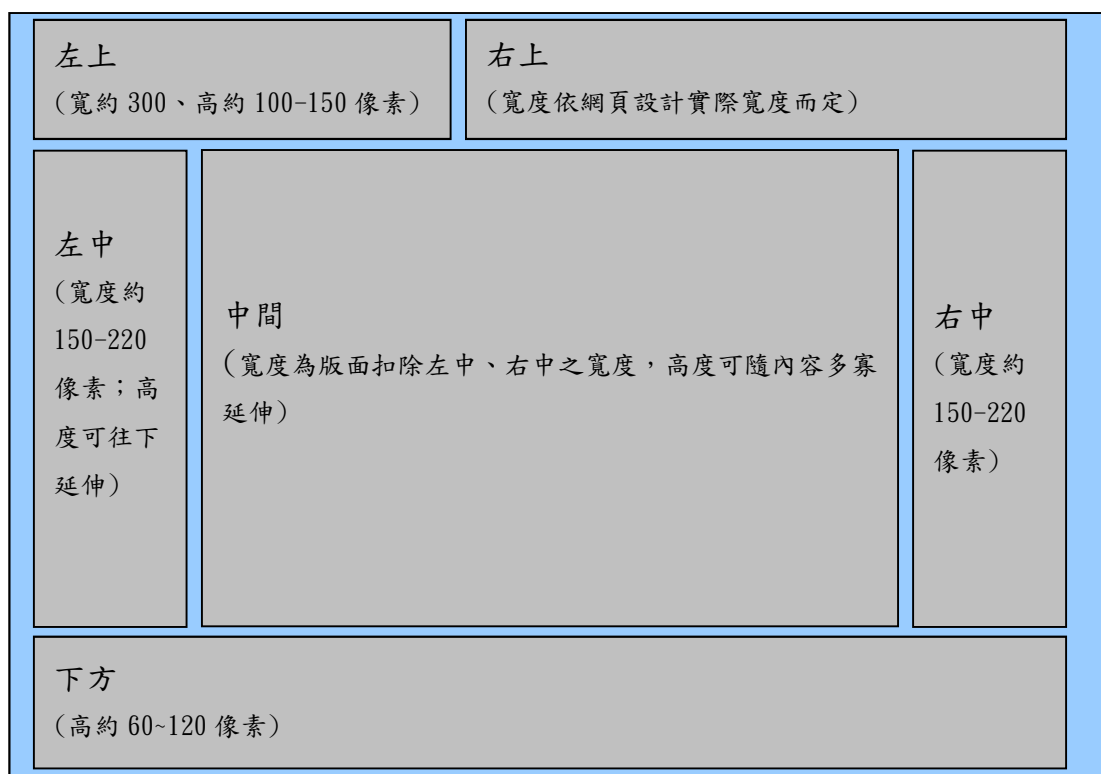 左上
(寬約 300、高約 100-150 像素)
右上
(寬度依網頁設計實際寬度而定)
左中
(寬度約
150-220
像素；高
度可往下
延伸)
中間
(寬度為版面扣除左中、右中之寬度，高度可隨內容多寡
延伸)
右中
(寬度約
150-220
像素)
下方
(高約 60~120 像素)